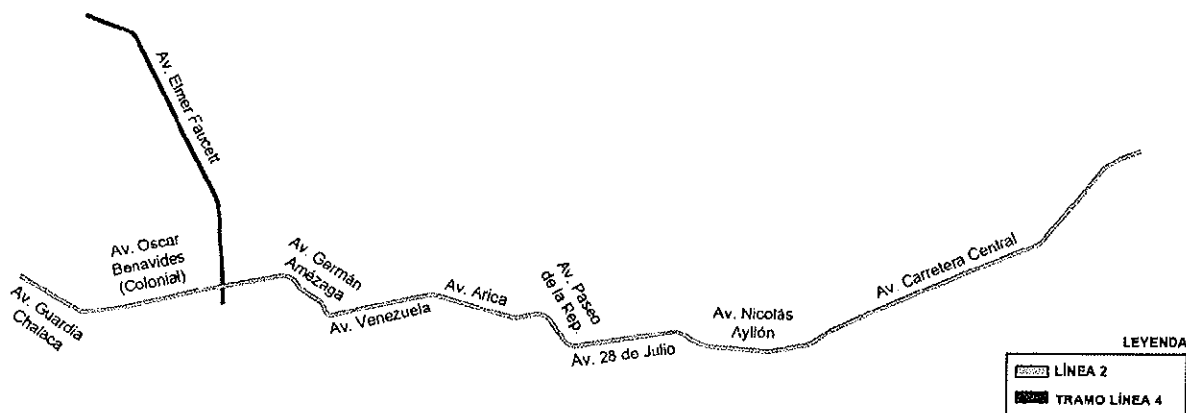 Av. Elmer Faucett
Av. Oscar
Benavides
(Colonial)
Av. Guardia
Chalaca
Av. Germán
Amézaga
Av. Venezuela
Av. Arica
Av. Paseo
de la Rep.
Av. 28 de Julio
Av. Nicolás
Ayllón
Av. Carretera Central
LEYENDA
LÍNEA 2
TRAMO LÍNEA 4